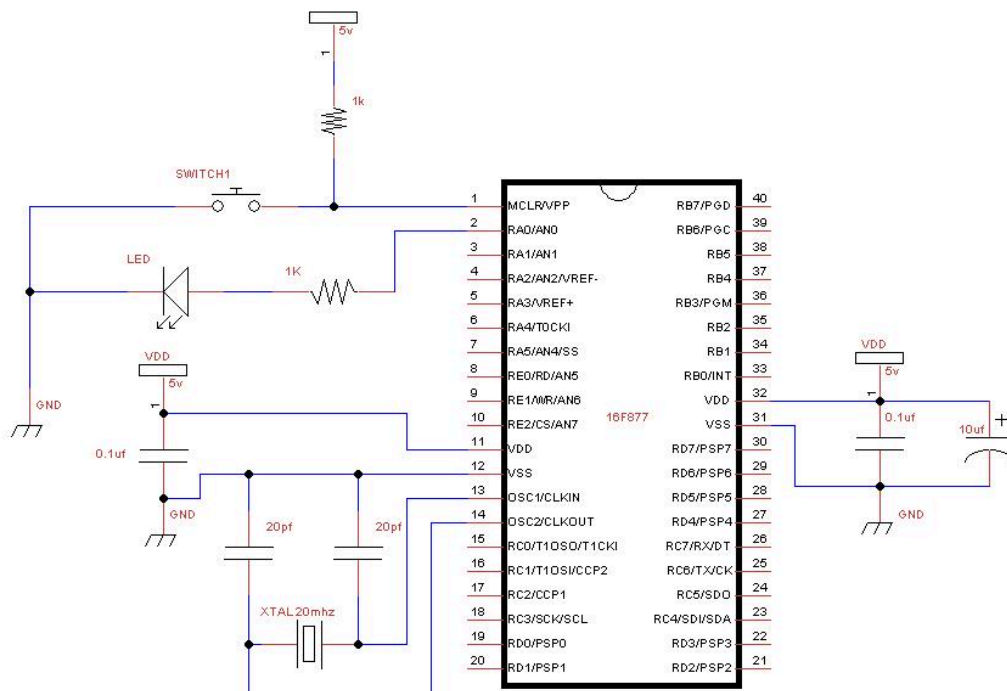 5v
1
1k
SWITCH1
LED
1K
GND
VDD
5v
1
0.1uf
GND
20pf
20pf
XTAL20mhz
16F877
1 MCLR/VPP
2 RA0/AN0
3 RA1/AN1
4 RA2/AN2/VREF-
5 RA3/VREF+
6 RA4/TOCKI
7 RA5/AN4/SS
8 RE0/RD/AN5
9 RE1/WR/AN6
10 RE2/CS/AN7
11 VDD
12 VSS
13 OSC1/CLKIN
14 OSC2/CLKOUT
15 RC0/T1OSO/T1CKI
16 RC1/T1OSI/CCP2
17 RC2/CCP1
18 RC3/SCK/SCL
19 RD0/PSP0
20 RD1/PSP1
RB7/PGD 40
RB6/PGC 39
RB5 38
RB4 37
RB3/PGM 36
RB2 35
RB1 34
RB0/INT 33
VDD 32
VSS 31
RD7/PSP7 30
RD6/PSP6 29
RD5/PSP5 28
RD4/PSP4 27
RC7/RX/DT 26
RC6/TX/CK 25
RC5/SDO 24
RC4/SDI/SDA 23
RD3/PSP3 22
RD2/PSP2 21
VDD
5v
1
0.1uf
10uf
+
GND